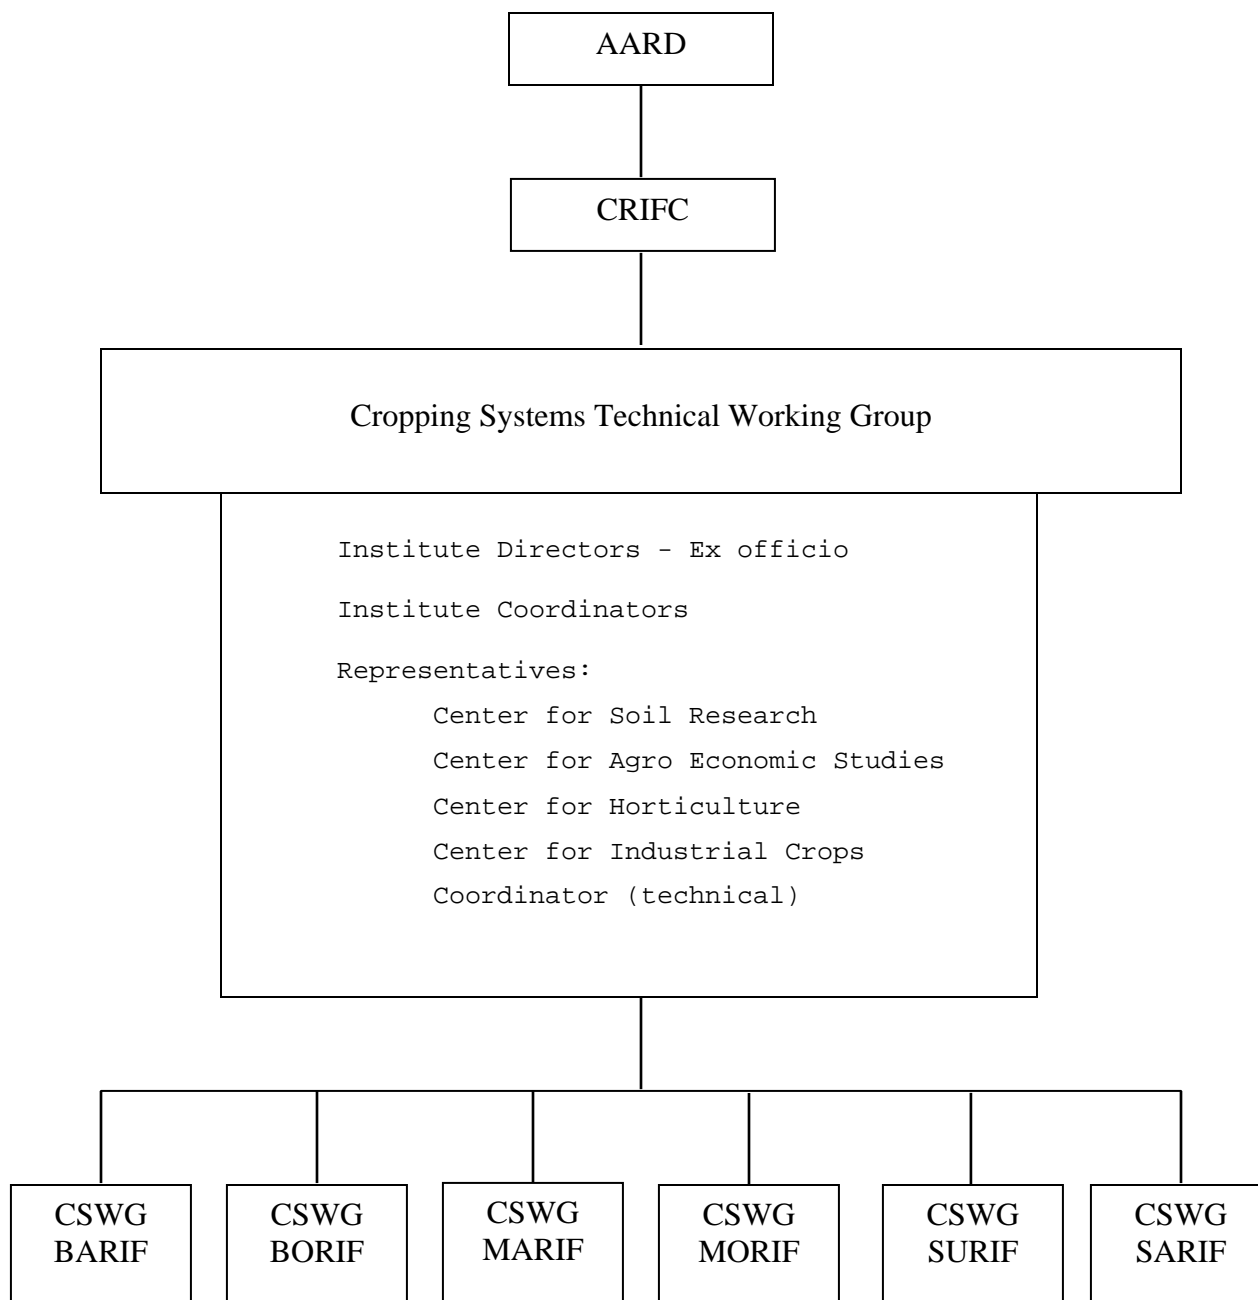 AARD
CRIFC
Cropping Systems Technical Working Group
Institute Directors - Ex officio
Institute Coordinators
Representatives:
Center for Soil Research
Center for Agro Economic Studies
Center for Horticulture
Center for Industrial Crops
Coordinator (technical)
CSWG
BARIF
CSWG
BORIF
CSWG
MARIF
CSWG
MORIF
CSWG
SURIF
CSWG
SARIF